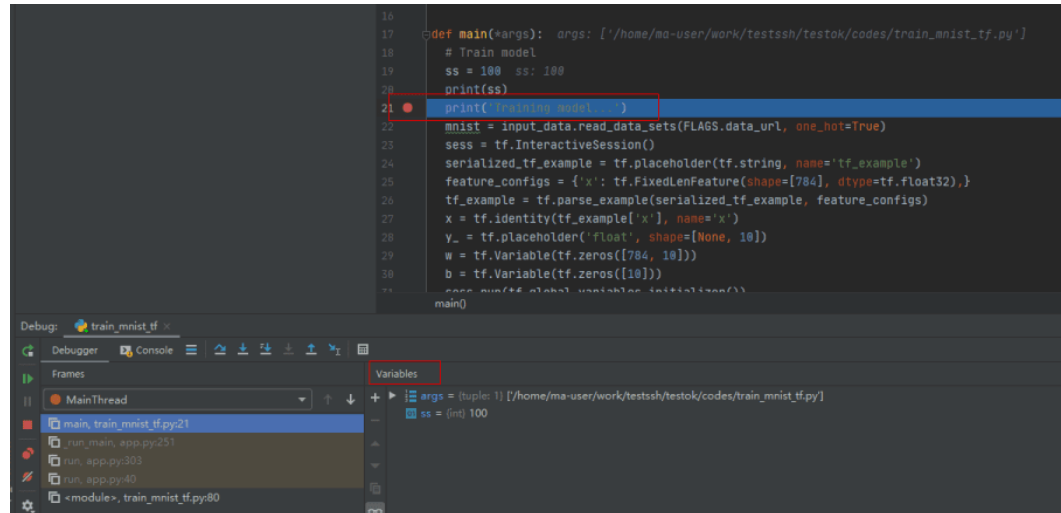 16
17 def main(*args): args: ['/home/ma-user/work/testssh/testok/codes/train_mnist_tf.py']
18 # Train model
19 ss = 100 ss: 100
20 print(ss)
21 print('Training model...')
22 mnist = input_data.read_data_sets(FLAGS.data_url, one_hot=True)
23 sess = tf.InteractiveSession()
24 serialized_tf_example = tf.placeholder(tf.string, name='tf_example')
25 feature_configs = {'x': tf.FixedLenFeature(shape=[784], dtype=tf.float32),}
26 tf_example = tf.parse_example(serialized_tf_example, feature_configs)
27 x = tf.identity(tf_example['x'], name='x')
28 y_ = tf.placeholder('float', shape=[None, 10])
29 w = tf.Variable(tf.zeros([784, 10]))
30 b = tf.Variable(tf.zeros([10]))
31 sess.run(tf.global_variables_initializer())
main()
Debug: train_mnist_tf
Debugger Console
Frames
Variables
MainThread
args = (tuple: 1) ['/home/ma-user/work/testssh/testok/codes/train_mnist_tf.py']
ss = (int) 100
main, train_mnist_tf.py:21
_run_main, app.py:251
run, app.py:303
run, app.py:40
<module>, train_mnist_tf.py:80